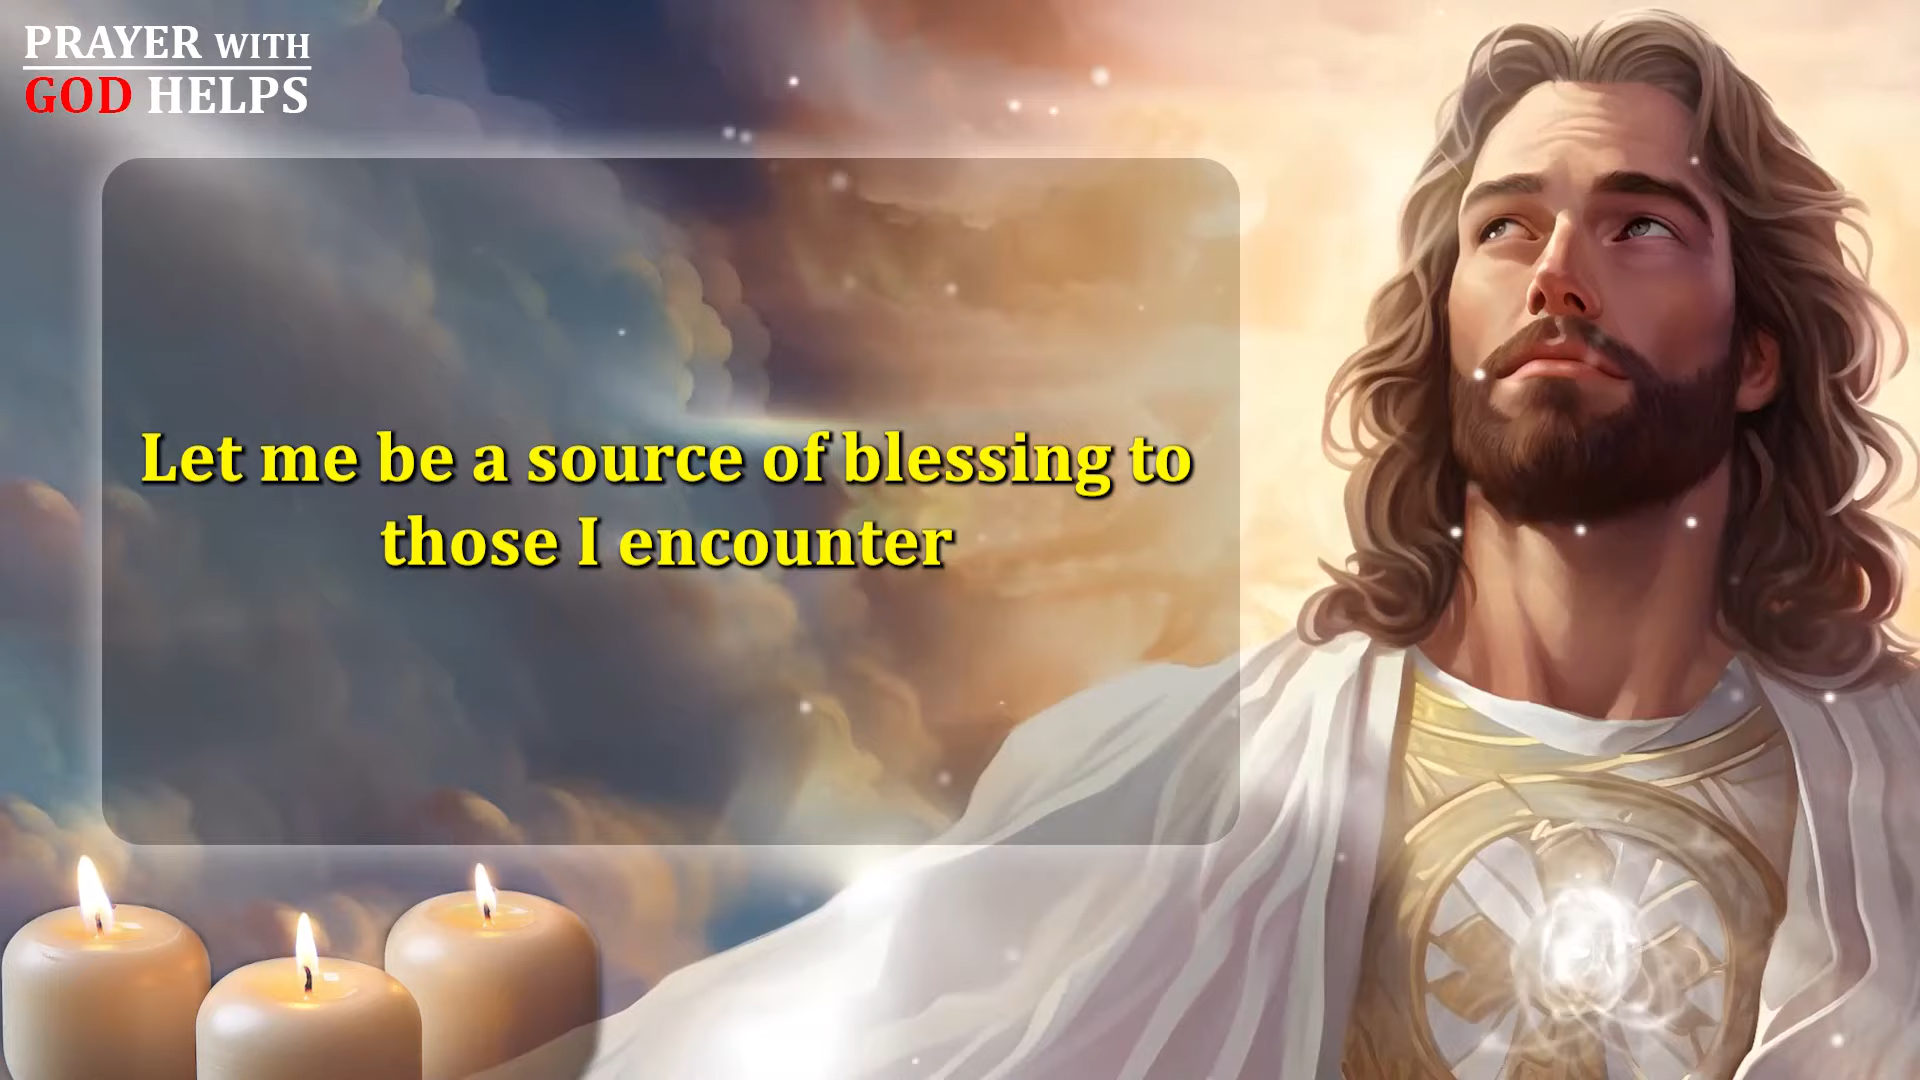 PRAYER WITH
GOD HELPS
Let me be a source of blessing to
those I encounter